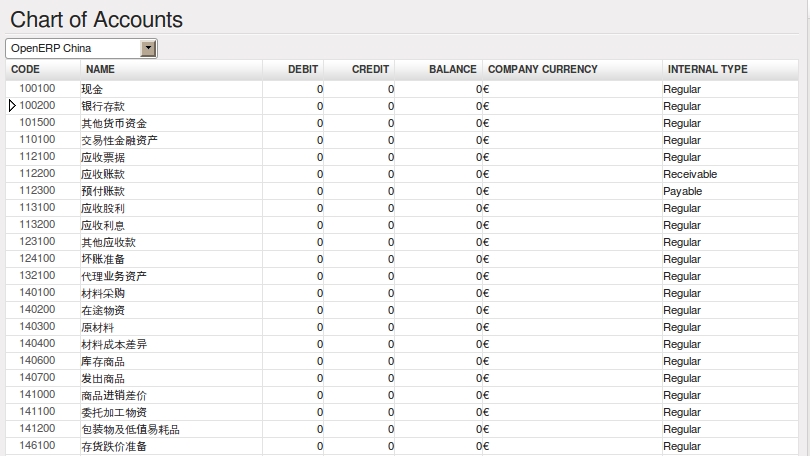 Chart of Accounts
OpenERP China
CODE NAME DEBIT CREDIT BALANCE COMPANY CURRENCY INTERNAL TYPE
100100 现金 0 0 0 € Regular
100200 银行存款 0 0 0 € Regular
101500 其他货币资金 0 0 0 € Regular
110100 交易性金融资产 0 0 0 € Regular
112100 应收票据 0 0 0 € Regular
112200 应收账款 0 0 0 € Receivable
112300 预付账款 0 0 0 € Payable
113100 应收股利 0 0 0 € Regular
113200 应收利息 0 0 0 € Regular
123100 其他应收款 0 0 0 € Regular
124100 坏账准备 0 0 0 € Regular
132100 代理业务资产 0 0 0 € Regular
140100 材料采购 0 0 0 € Regular
140200 在途物资 0 0 0 € Regular
140300 原材料 0 0 0 € Regular
140400 材料成本差异 0 0 0 € Regular
140600 库存商品 0 0 0 € Regular
140700 发出商品 0 0 0 € Regular
141000 商品进销差价 0 0 0 € Regular
141100 委托加工物资 0 0 0 € Regular
141200 包装物及低值易耗品 0 0 0 € Regular
146100 存货跌价准备 0 0 0 € Regular